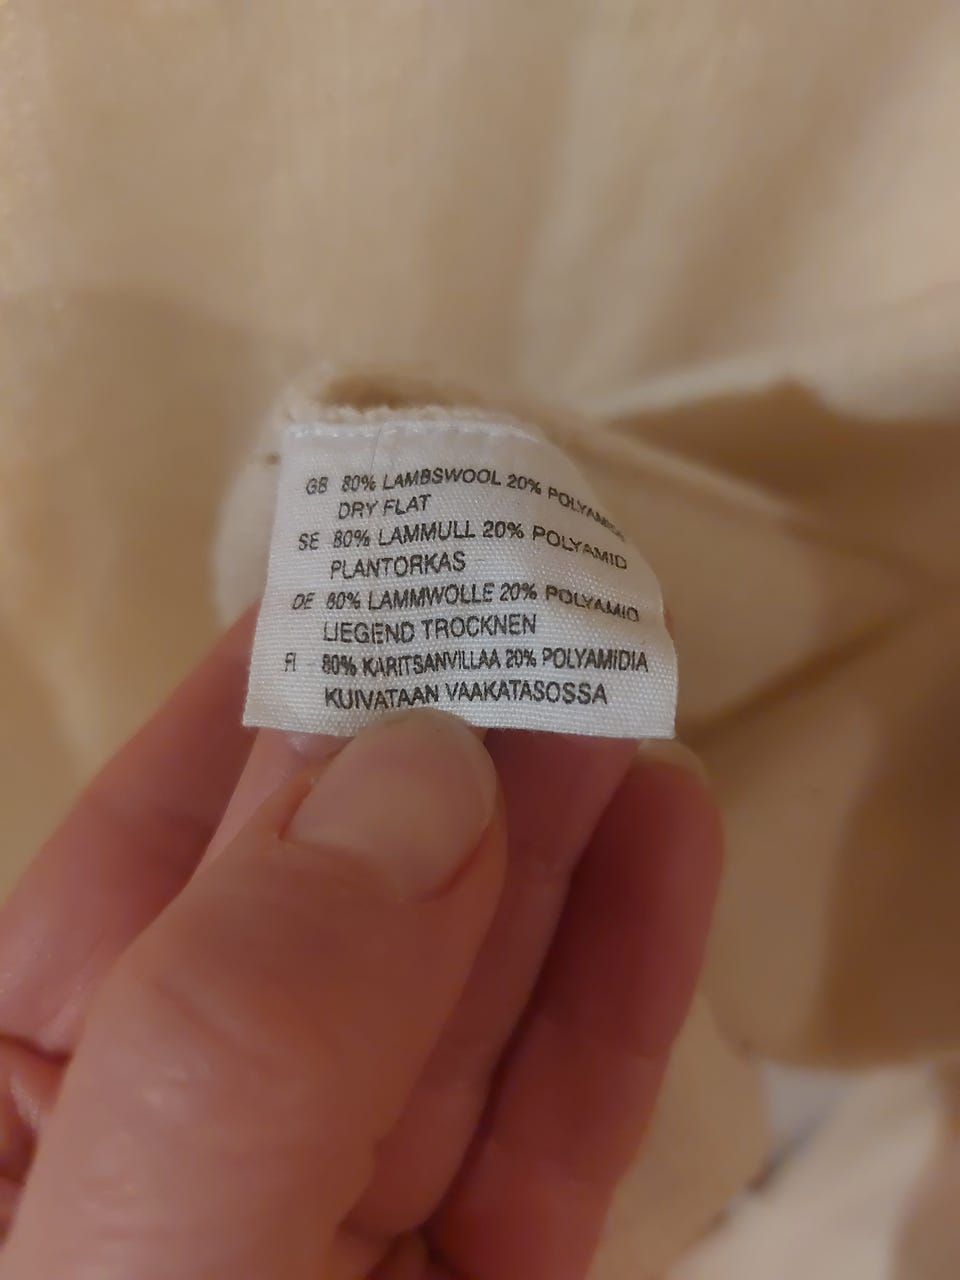 GB 80% LAMBSWOOL 20% POLYAMIDE
DRY FLAT
SE 80% LAMMULL 20% POLYAMID
PLANTORKAS
DE 80% LAMMWOLLE 20% POLYAMID
LIEGEND TROCKNEN
FI 80% KARITSANVILLAA 20% POLYAMIDIA
KUIVATAAN VAAKATASOSSA